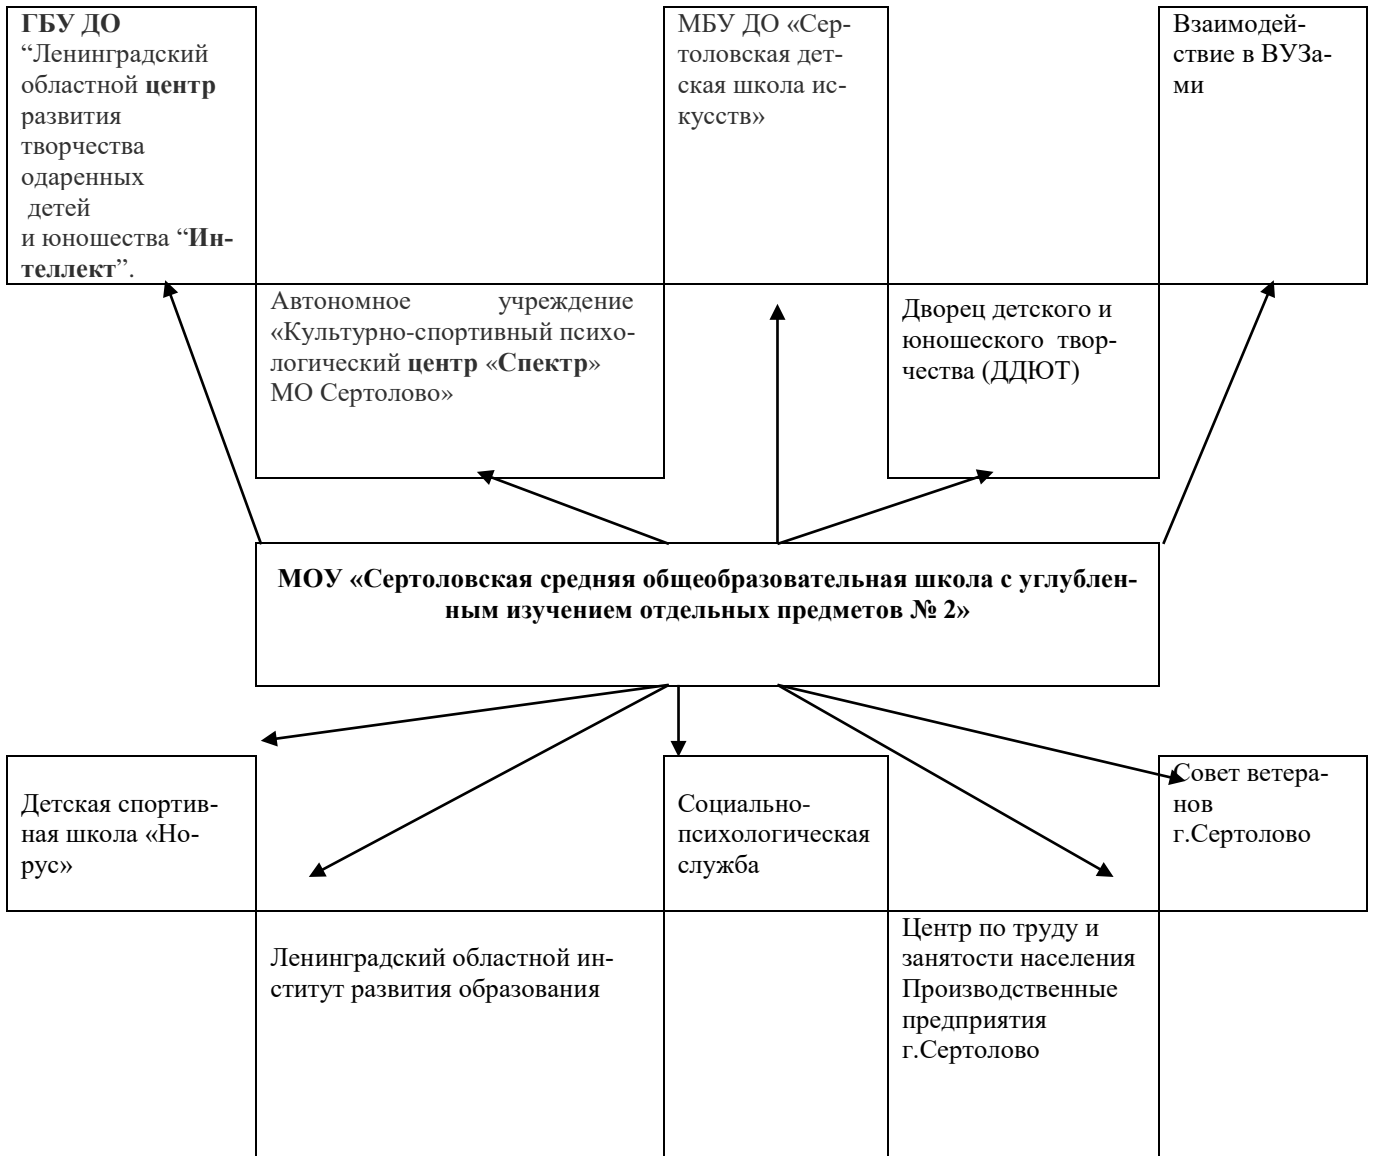 ГБУ ДО
“Ленинградский
областной центр
развития
творчества
одаренных
детей
и юношества “Ин-
теллект”.
МБУ ДО «Сер-
толовская дет-
ская школа ис-
кусств»
Взаимодей-
ствие в ВУЗа-
ми
Автономное учреждение
«Культурно-спортивный психо-
логический центр «Спектр»
МО Сертолово»
Дворец детского и
юношеского твор-
чества (ДДЮТ)
МОУ «Сертоловская средняя общеобразовательная школа с углублен-
ным изучением отдельных предметов № 2»
Детская спортив-
ная школа «Но-
рус»
Социально-
психологическая
служба
Совет ветера-
нов
г.Сертолово
Ленинградский областной ин-
ститут развития образования
Центр по труду и
занятости населения
Производственные
предприятия
г.Сертолово